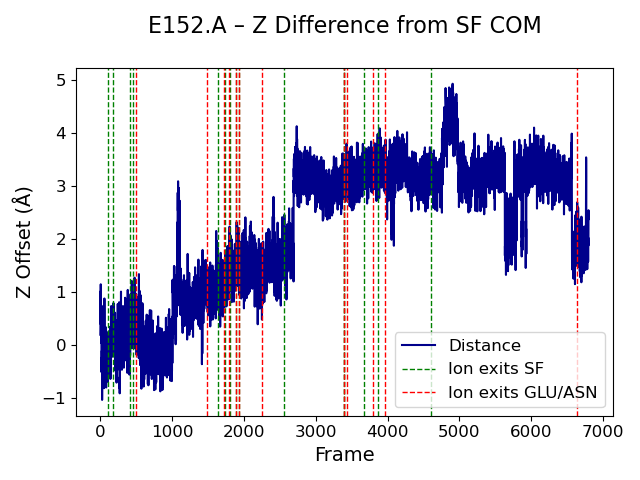 E152.A – Z Difference from SF COM
5
4
3
2
1
0
−1
Z Offset (Å)
0
1000
2000
3000
4000
5000
6000
7000
Frame
Distance
Ion exits SF
Ion exits GLU/ASN